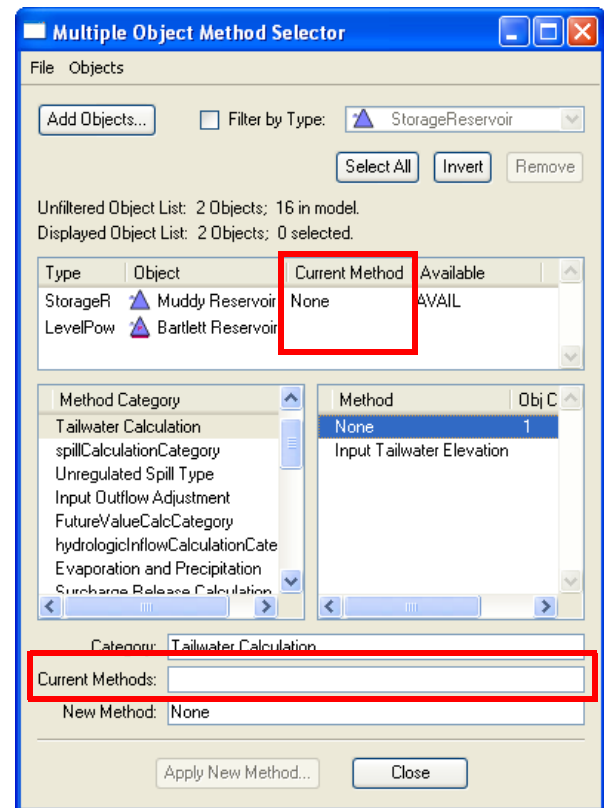 Multiple Object Method Selector
File Objects
Add Objects... Filter by Type: StorageReservoir
Select All Invert Remove
Unfiltered Object List: 2 Objects; 16 in model.
Displayed Object List: 2 Objects; 0 selected.
Type Object Current Method Available
StorageR Muddy Reservoir None AVAIL
LevelPow Bartlett Reservoir
Method Category Method Obj C
Tailwater Calculation None 1
spillCalculationCategory Input Tailwater Elevation
Unregulated Spill Type
Input Outflow Adjustment
FutureValueCalcCategory
hydrologicInflowCalculationCate
Evaporation and Precipitation
Surcharge Release Calculation
Category: Tailwater Calculation
Current Methods:
New Method: None
Apply New Method... Close